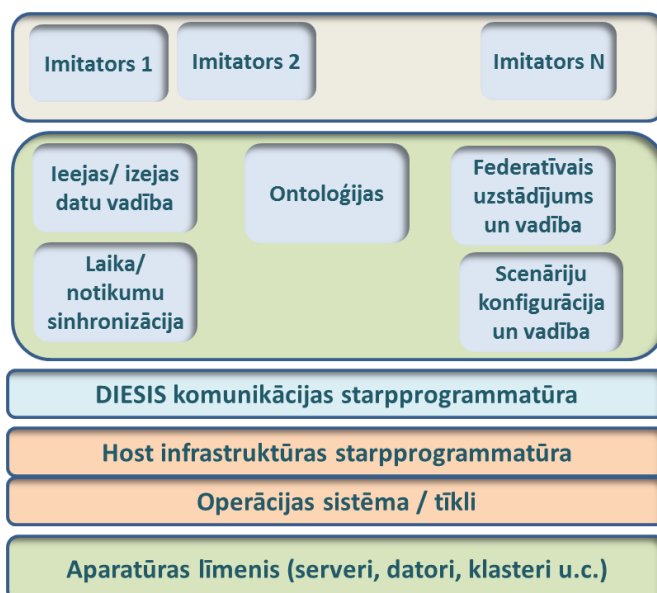 Imitators 1
Imitators 2
Imitators N
Ieejas/ izejas
datu vadība
Ontoloģijas
Federatīvais
uzstādījums
un vadība
Laika/
notikumu
sinhronizācija
Scenāriju
konfigurācija
un vadība
DIESIS komunikācijas starpprogrammatūra
Host infrastruktūras starpprogrammatūra
Operācijas sistēma / tīkli
Aparatūras līmenis (serveri, datori, klasteri u.c.)